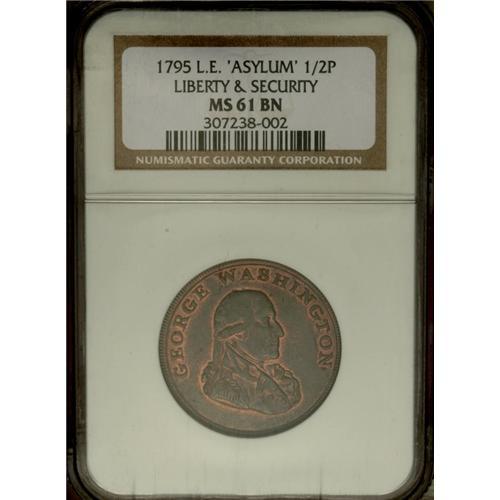 1795 L.E. 'ASYLUM' 1/2P
LIBERTY & SECURITY
MS 61 BN
307238-002
NUMISMATIC GUARANTY CORPORATION
GEORGE WASHINGTON